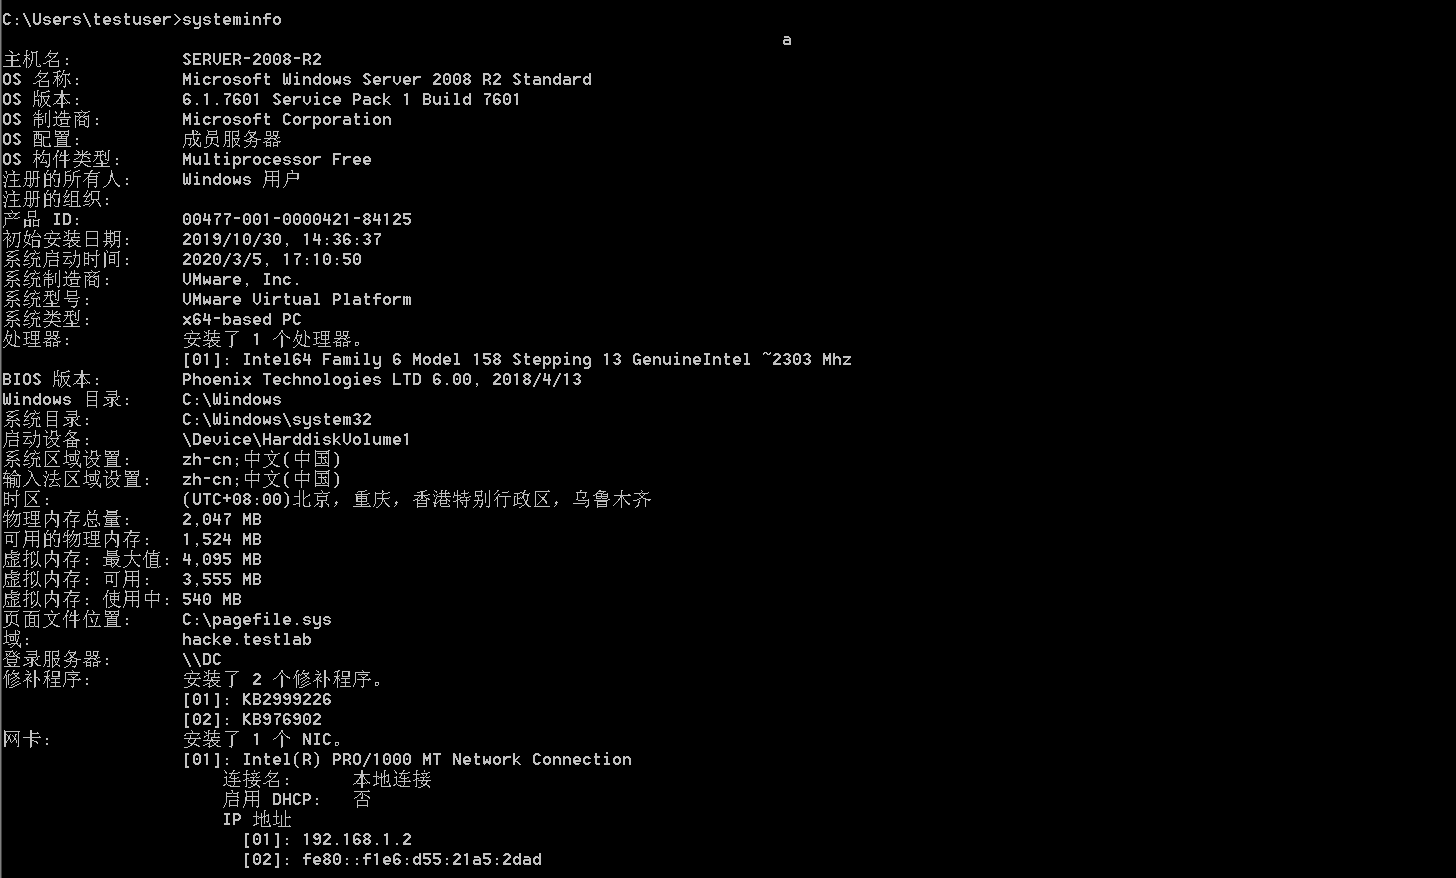 C:\Users\testuser>systeminfo
a
主机名: SERVER-2008-R2
OS 名称: Microsoft Windows Server 2008 R2 Standard
OS 版本: 6.1.7601 Service Pack 1 Build 7601
OS 制造商: Microsoft Corporation
OS 配置: 成员服务器
OS 构件类型: Multiprocessor Free
注册的所有人: Windows 用户
注册的组织:
产品 ID: 00477-001-0000421-84125
初始安装日期: 2019/10/30, 14:36:37
系统启动时间: 2020/3/5, 17:10:50
系统制造商: VMware, Inc.
系统型号: VMware Virtual Platform
系统类型: x64-based PC
处理器: 安装了 1 个处理器。
[01]: Intel64 Family 6 Model 158 Stepping 13 GenuineIntel ~2303 Mhz
BIOS 版本: Phoenix Technologies LTD 6.00, 2018/4/13
Windows 目录: C:\Windows
系统目录: C:\Windows\system32
启动设备: \Device\HarddiskVolume1
系统区域设置: zh-cn;中文(中国)
输入法区域设置: zh-cn;中文(中国)
时区: (UTC+08:00)北京，重庆，香港特别行政区，乌鲁木齐
物理内存总量: 2,047 MB
可用的物理内存: 1,524 MB
虚拟内存: 最大值: 4,095 MB
虚拟内存: 可用: 3,555 MB
虚拟内存: 使用中: 540 MB
页面文件位置: C:\pagefile.sys
域: hacke.testlab
登录服务器: \\DC
修补程序: 安装了 2 个修补程序。
[01]: KB2999226
[02]: KB976902
网卡: 安装了 1 个 NIC。
[01]: Intel(R) PRO/1000 MT Network Connection
连接名: 本地连接
启用 DHCP: 否
IP 地址
[01]: 192.168.1.2
[02]: fe80::f1e6:d55:21a5:2dad